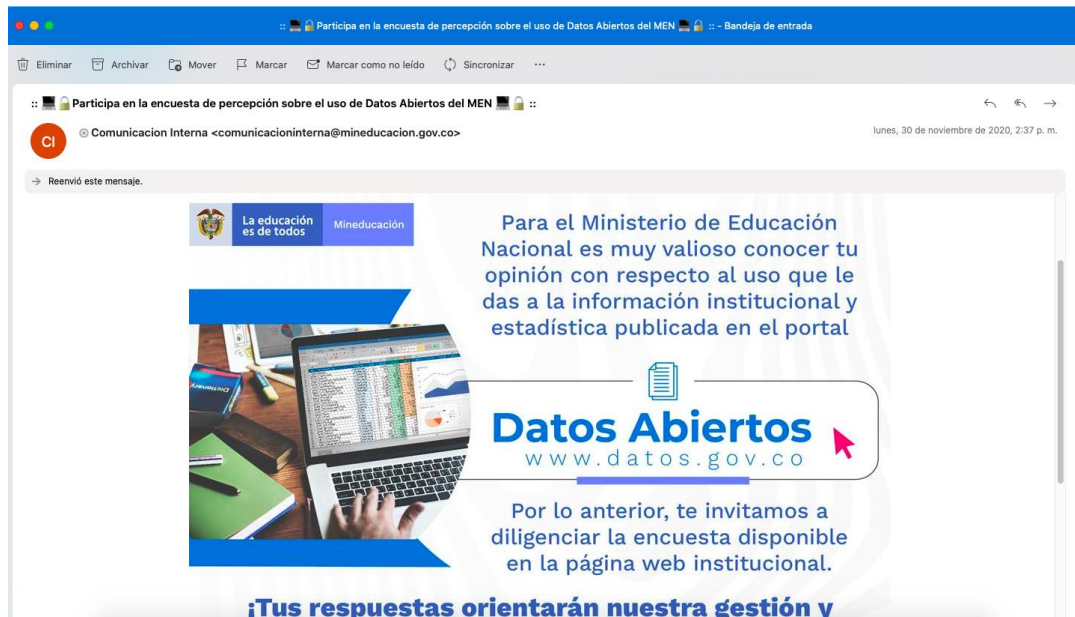 :: 💻🔒 Participa en la encuesta de percepción sobre el uso de Datos Abiertos del MEN 💻🔒 :: - Bandeja de entrada
Eliminar Archivar Mover Marcar Marcar como no leído Sincronizar ...
:: 💻🔒 Participa en la encuesta de percepción sobre el uso de Datos Abiertos del MEN 💻🔒 ::
CI
Comunicacion Interna <comunicacioninterna@mineducacion.gov.co>
lunes, 30 de noviembre de 2020, 2:37 p. m.
Reenvió este mensaje.
La educación
es de todos
Mineducación
Para el Ministerio de Educación
Nacional es muy valioso conocer tu
opinión con respecto al uso que le
das a la información institucional y
estadística publicada en el portal
Dictionary
Datos Abiertos
www.datos.gov.co
Por lo anterior, te invitamos a
diligenciar la encuesta disponible
en la página web institucional.
¡Tus respuestas orientarán nuestra gestión y